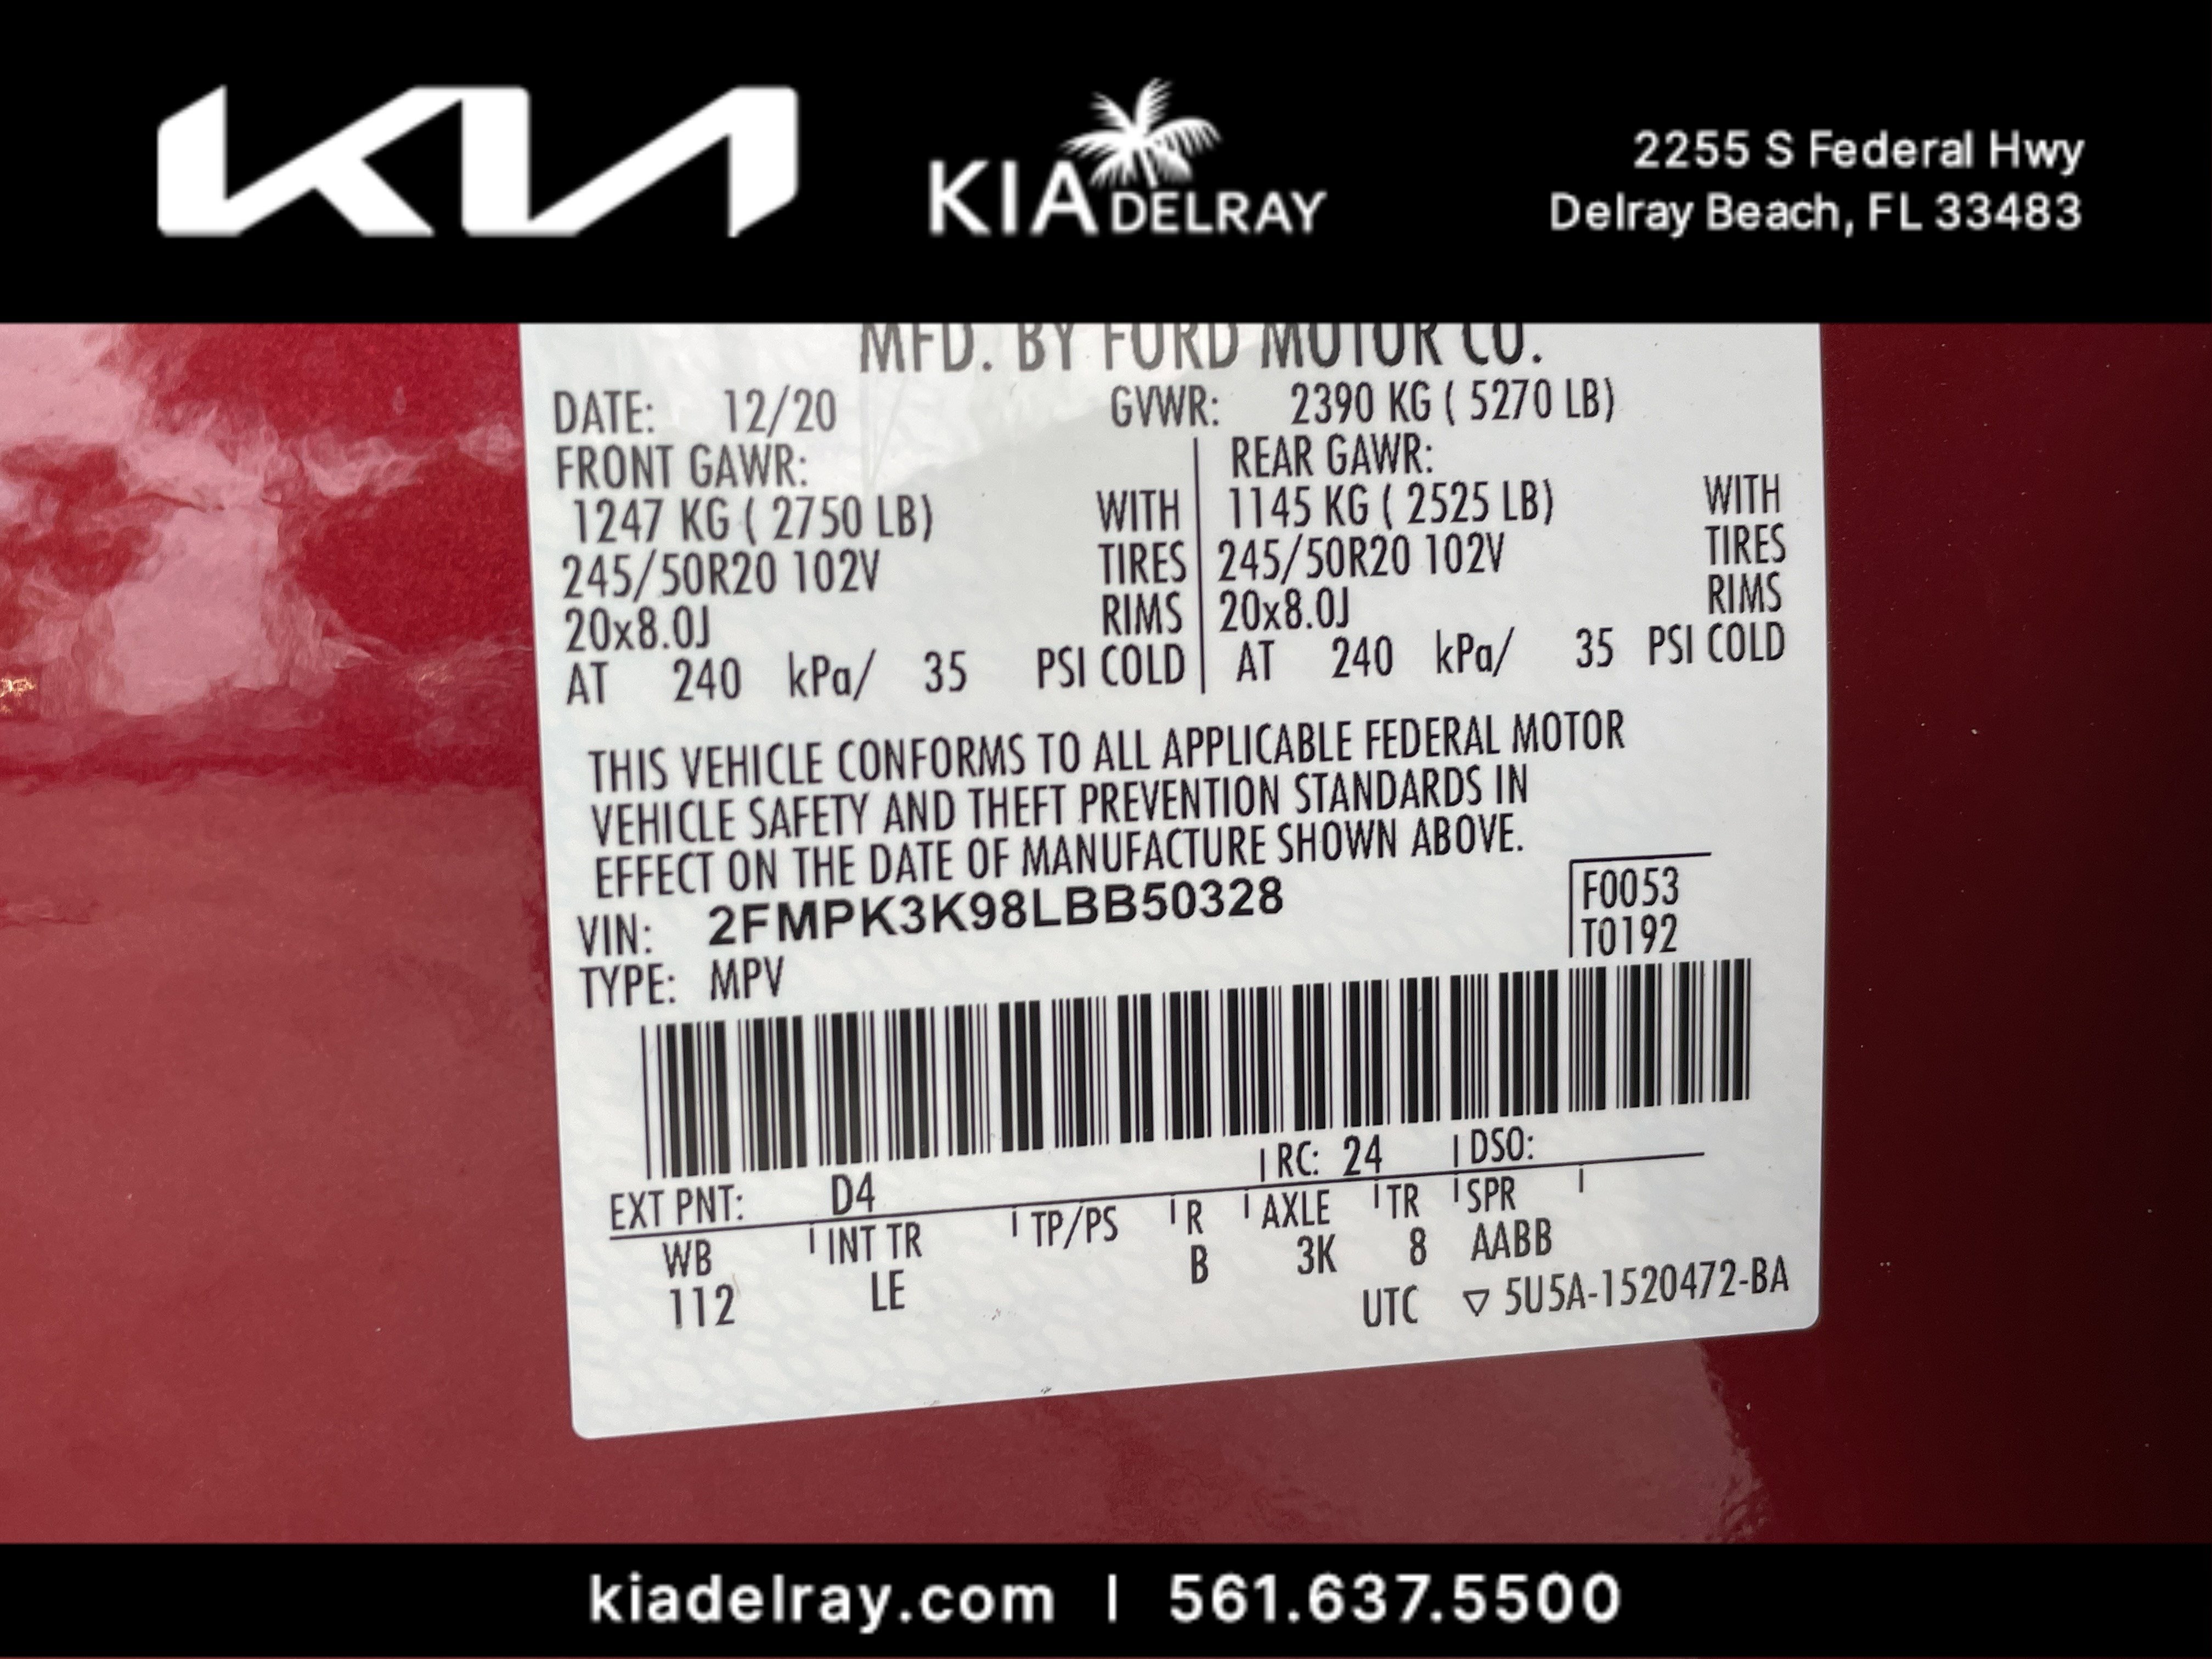 KIA
KIA DELRAY
2255 S Federal Hwy
Delray Beach, FL 33483
MFD. BY FORD MOTOR CO.
DATE: 12/20 GVWR: 2390 KG ( 5270 LB)
FRONT GAWR: REAR GAWR:
1247 KG ( 2750 LB) WITH 1145 KG ( 2525 LB) WITH
245/50R20 102V TIRES 245/50R20 102V TIRES
20x8.0J RIMS 20x8.0J RIMS
AT 240 kPa/ 35 PSI COLD AT 240 kPa/ 35 PSI COLD
THIS VEHICLE CONFORMS TO ALL APPLICABLE FEDERAL MOTOR
VEHICLE SAFETY AND THEFT PREVENTION STANDARDS IN
EFFECT ON THE DATE OF MANUFACTURE SHOWN ABOVE.
VIN: 2FMPK3K98LBB50328 F0053
TYPE: MPV T0192
EXT PNT: D4 RC: 24 DSO:
WB INT TR TP/PS R AXLE TR SPR
112 LE B 3K 8 AABB
UTC ▽ 5U5A-1520472-BA
kiadelray.com | 561.637.5500